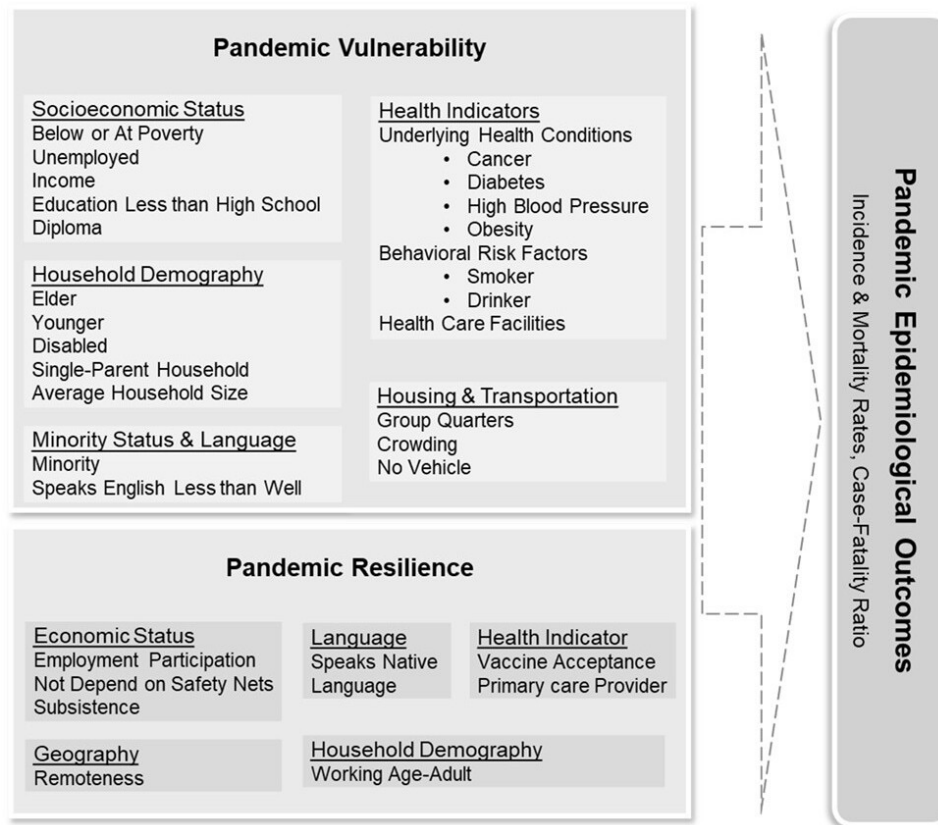 Pandemic Vulnerability
Socioeconomic Status
Below or At Poverty
Unemployed
Income
Education Less than High School
Diploma
Household Demography
Elder
Younger
Disabled
Single-Parent Household
Average Household Size
Minority Status & Language
Minority
Speaks English Less than Well
Health Indicators
Underlying Health Conditions
• Cancer
• Diabetes
• High Blood Pressure
• Obesity
Behavioral Risk Factors
• Smoker
• Drinker
Health Care Facilities
Housing & Transportation
Group Quarters
Crowding
No Vehicle
Pandemic Resilience
Economic Status
Employment Participation
Not Depend on Safety Nets
Subsistence
Language
Speaks Native
Language
Health Indicator
Vaccine Acceptance
Primary care Provider
Geography
Remoteness
Household Demography
Working Age-Adult
Pandemic Epidemiological Outcomes
Incidence & Mortality Rates, Case-Fatality Ratio